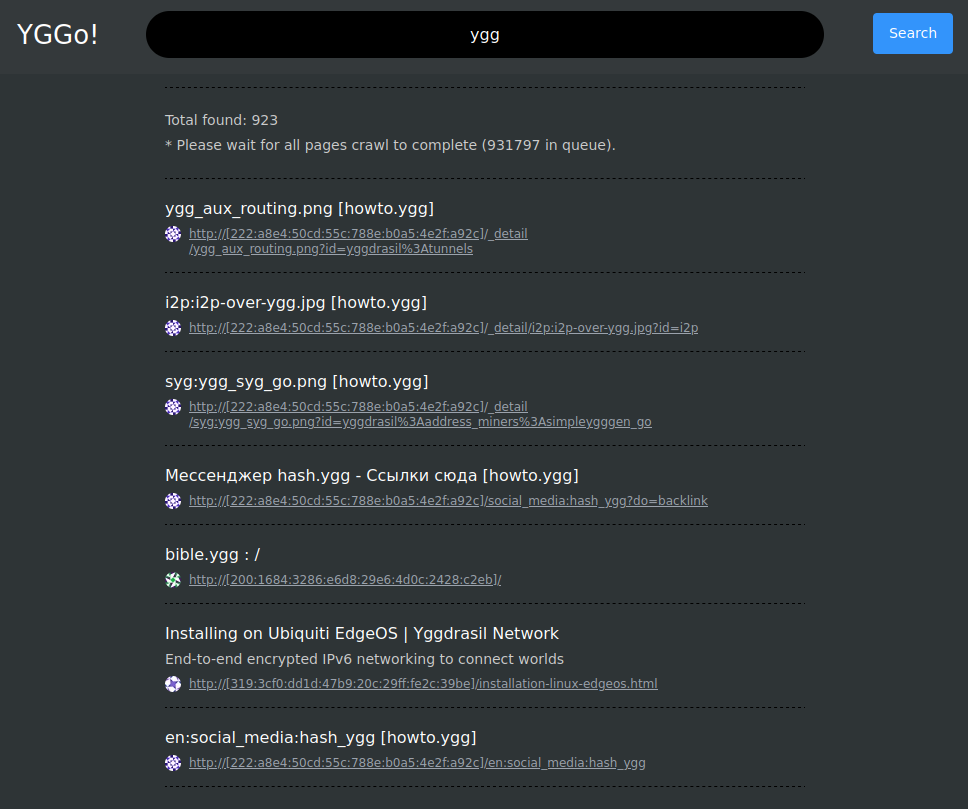 YGGo!
ygg
Search
Total found: 923
* Please wait for all pages crawl to complete (931797 in queue).
ygg_aux_routing.png [howto.ygg]
http://[222:a8e4:50cd:55c:788e:b0a5:4e2f:a92c]/_detail
/ygg_aux_routing.png?id=yggdrasil%3Atunnels
i2p:i2p-over-ygg.jpg [howto.ygg]
http://[222:a8e4:50cd:55c:788e:b0a5:4e2f:a92c]/_detail/i2p:i2p-over-ygg.jpg?id=i2p
syg:ygg_syg_go.png [howto.ygg]
http://[222:a8e4:50cd:55c:788e:b0a5:4e2f:a92c]/_detail
/syg:ygg_syg_go.png?id=yggdrasil%3Aaddress_miners%3Asimpleygggen_go
Мессенджер hash.ygg - Ссылки сюда [howto.ygg]
http://[222:a8e4:50cd:55c:788e:b0a5:4e2f:a92c]/social_media:hash_ygg?do=backlink
bible.ygg : /
http://[200:1684:3286:e6d8:29e6:4d0c:2428:c2eb]/
Installing on Ubiquiti EdgeOS | Yggdrasil Network
End-to-end encrypted IPv6 networking to connect worlds
http://[319:3cf0:dd1d:47b9:20c:29ff:fe2c:39be]/installation-linux-edgeos.html
en:social_media:hash_ygg [howto.ygg]
http://[222:a8e4:50cd:55c:788e:b0a5:4e2f:a92c]/en:social_media:hash_ygg